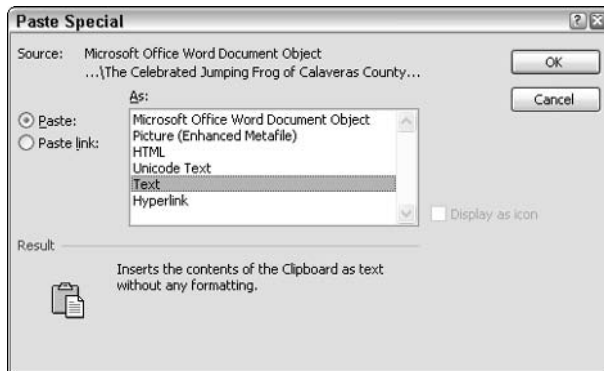 Paste Special
Source: Microsoft Office Word Document Object
...\The Celebrated Jumping Frog of Calaveras County...
OK
Cancel
As:
Paste:
Paste link:
Microsoft Office Word Document Object
Picture (Enhanced Metafile)
HTML
Unicode Text
Text
Hyperlink
Display as icon
Result
Inserts the contents of the Clipboard as text
without any formatting.